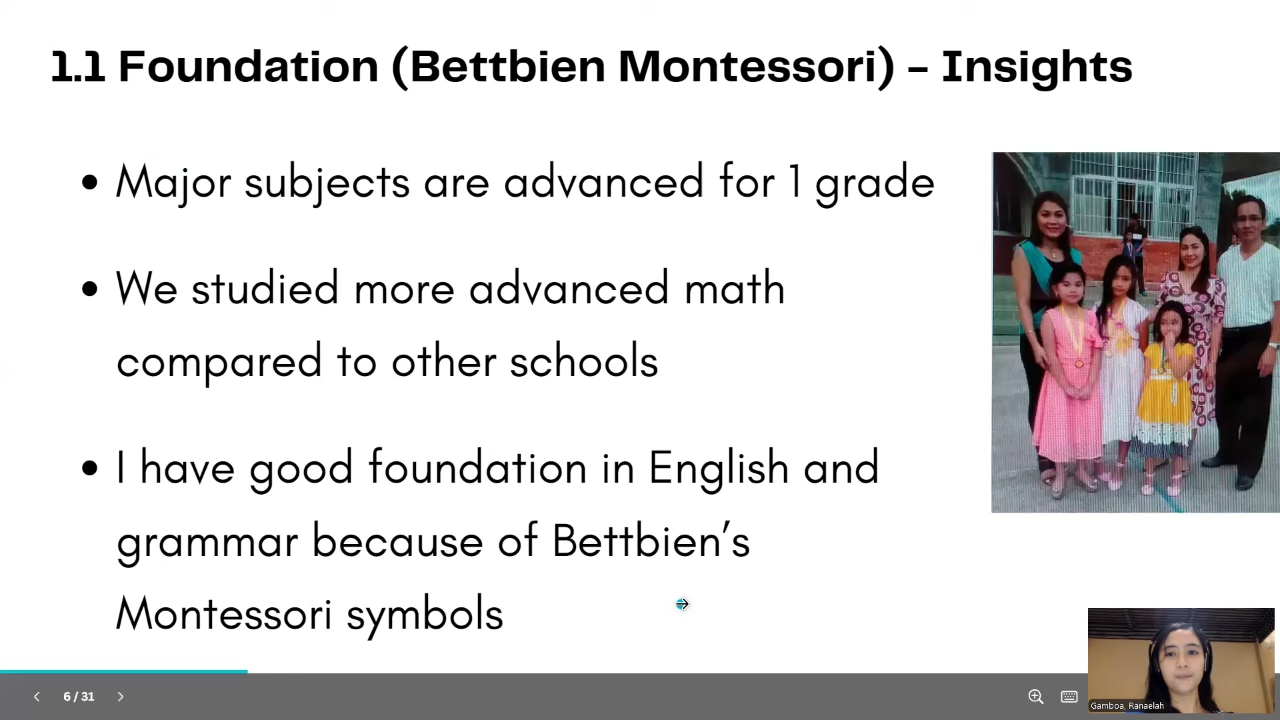 1.1 Foundation (Bettbien Montessori) – Insights
• Major subjects are advanced for 1 grade
• We studied more advanced math
compared to other schools
• I have good foundation in English and
grammar because of Bettbien's
Montessori symbols
6 / 31
Gamboa, Ranaelah